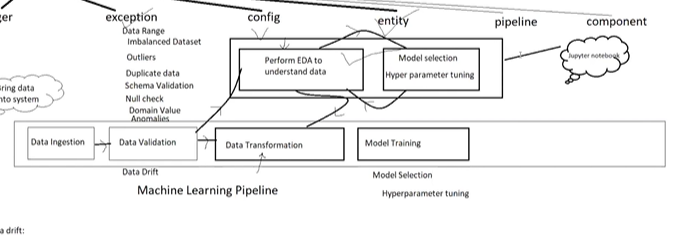 er
exception
config
entity
pipeline
component
Data Range
Imbalanced Dataset
Outliers
Duplicate data
Schema Validation
Null check
Domain Value
Anomalies
Perform EDA to
understand data
Model selection
Hyper parameter tuning
Jupyter notebook
ring data
nto system
Data Ingestion
Data Validation
Data Transformation
Model Training
Data Drift
Model Selection
Machine Learning Pipeline
Hyperparameter tuning
a drift: